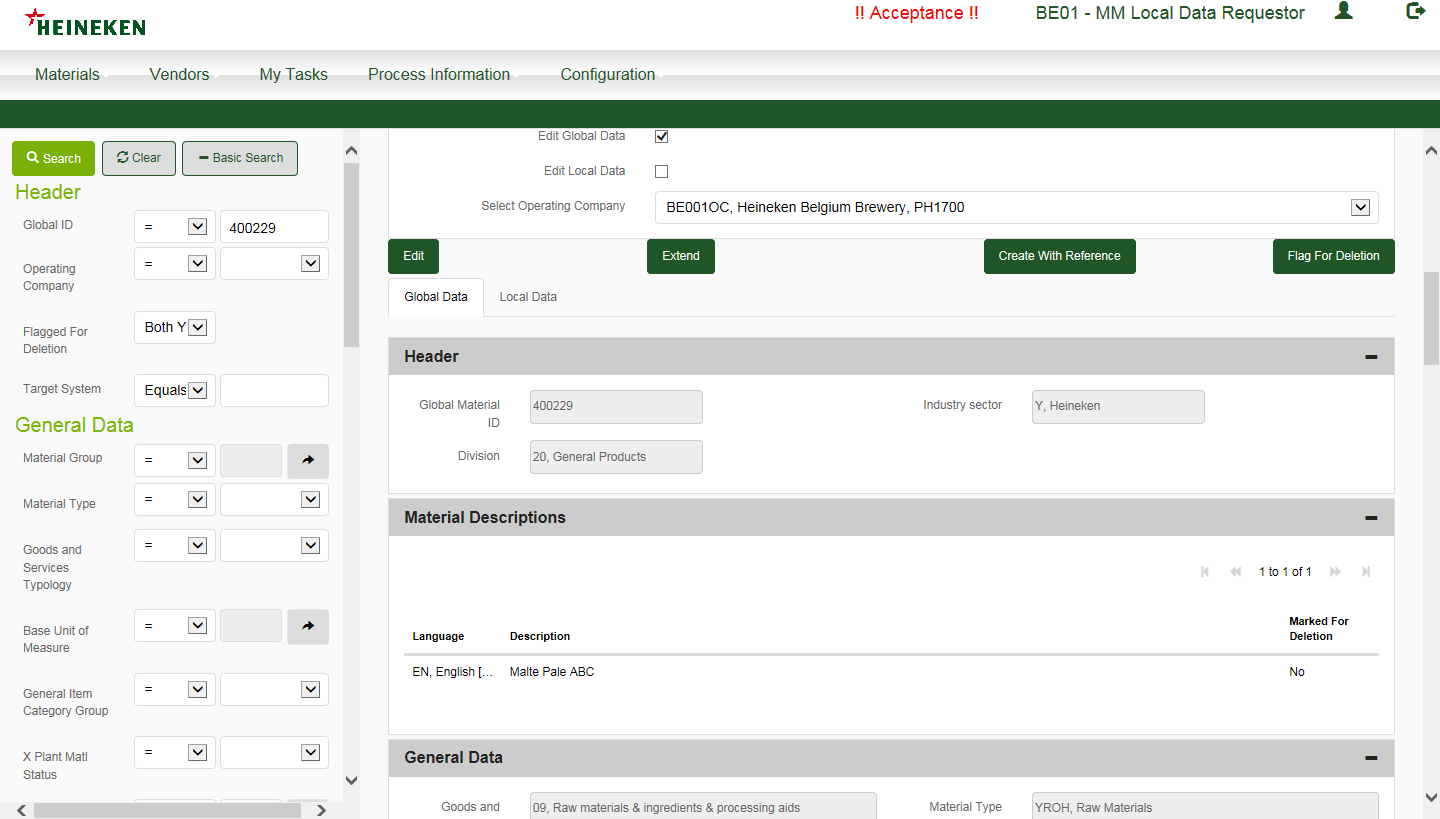 HEINEKEN
!! Acceptance !!
BE01 - MM Local Data Requestor
Materials
Vendors
My Tasks
Process Information
Configuration
Search
Clear
Basic Search
Header
Global ID
=
400229
Operating
Company
=
Flagged For
Deletion
Both Y
Target System
Equals
General Data
Material Group
=
Material Type
=
Goods and
Services
Typology
=
Base Unit of
Measure
=
General Item
Category Group
=
X Plant Matl
Status
=
Edit Global Data
Edit Local Data
Select Operating Company
BE001OC, Heineken Belgium Brewery, PH1700
Edit
Extend
Create With Reference
Flag For Deletion
Global Data
Local Data
Header
Global Material
ID
400229
Industry sector
Y, Heineken
Division
20, General Products
Material Descriptions
1 to 1 of 1
Language
Description
Marked For
Deletion
EN, English [...
Malte Pale ABC
No
General Data
Goods and
09, Raw materials & ingredients & processing aids
Material Type
YROH, Raw Materials